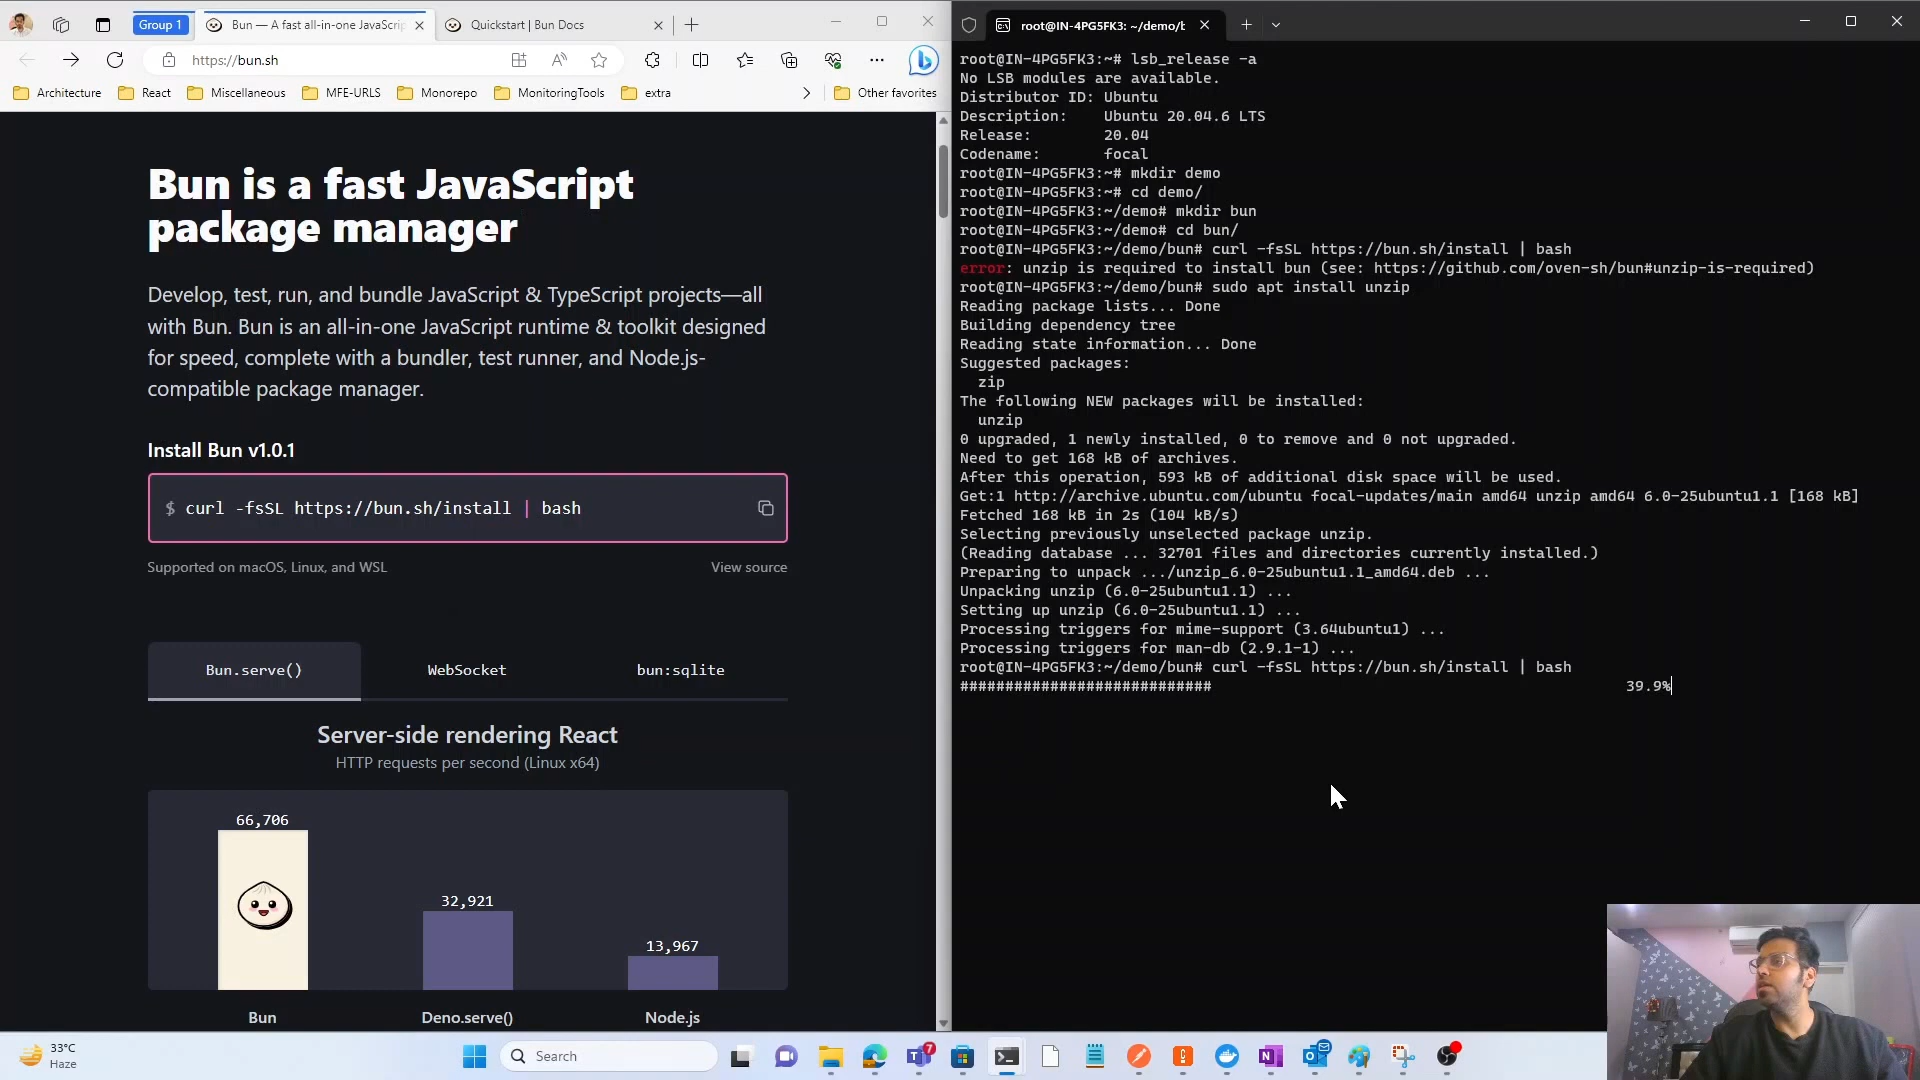 Group 1
Bun — A fast all-in-one JavaScrip
Quickstart | Bun Docs
https://bun.sh
Architecture
React
Miscellaneous
MFE-URLS
Monorepo
MonitoringTools
extra
Other favorites
Bun is a fast JavaScript
package manager
Develop, test, run, and bundle JavaScript & TypeScript projects—all
with Bun. Bun is an all-in-one JavaScript runtime & toolkit designed
for speed, complete with a bundler, test runner, and Node.js-
compatible package manager.
Install Bun v1.0.1
$ curl -fsSL https://bun.sh/install | bash
Supported on macOS, Linux, and WSL
View source
Bun.serve()
WebSocket
bun:sqlite
Server-side rendering React
HTTP requests per second (Linux x64)
66,706
32,921
13,967
Bun
Deno.serve()
Node.js
root@IN-4PG5FK3: ~/demo/b
root@IN-4PG5FK3:~# lsb_release -a
No LSB modules are available.
Distributor ID: Ubuntu
Description: Ubuntu 20.04.6 LTS
Release: 20.04
Codename: focal
root@IN-4PG5FK3:~# mkdir demo
root@IN-4PG5FK3:~# cd demo/
root@IN-4PG5FK3:~/demo# mkdir bun
root@IN-4PG5FK3:~/demo# cd bun/
root@IN-4PG5FK3:~/demo/bun# curl -fsSL https://bun.sh/install | bash
error: unzip is required to install bun (see: https://github.com/oven-sh/bun#unzip-is-required)
root@IN-4PG5FK3:~/demo/bun# sudo apt install unzip
Reading package lists... Done
Building dependency tree
Reading state information... Done
Suggested packages:
zip
The following NEW packages will be installed:
unzip
0 upgraded, 1 newly installed, 0 to remove and 0 not upgraded.
Need to get 168 kB of archives.
After this operation, 593 kB of additional disk space will be used.
Get:1 http://archive.ubuntu.com/ubuntu focal-updates/main amd64 unzip amd64 6.0-25ubuntu1.1 [168 kB]
Fetched 168 kB in 2s (104 kB/s)
Selecting previously unselected package unzip.
(Reading database ... 32701 files and directories currently installed.)
Preparing to unpack .../unzip_6.0-25ubuntu1.1_amd64.deb ...
Unpacking unzip (6.0-25ubuntu1.1) ...
Setting up unzip (6.0-25ubuntu1.1) ...
Processing triggers for mime-support (3.64ubuntu1) ...
Processing triggers for man-db (2.9.1-1) ...
root@IN-4PG5FK3:~/demo/bun# curl -fsSL https://bun.sh/install | bash
############################ 39.9%
33°C
Haze
Search
7